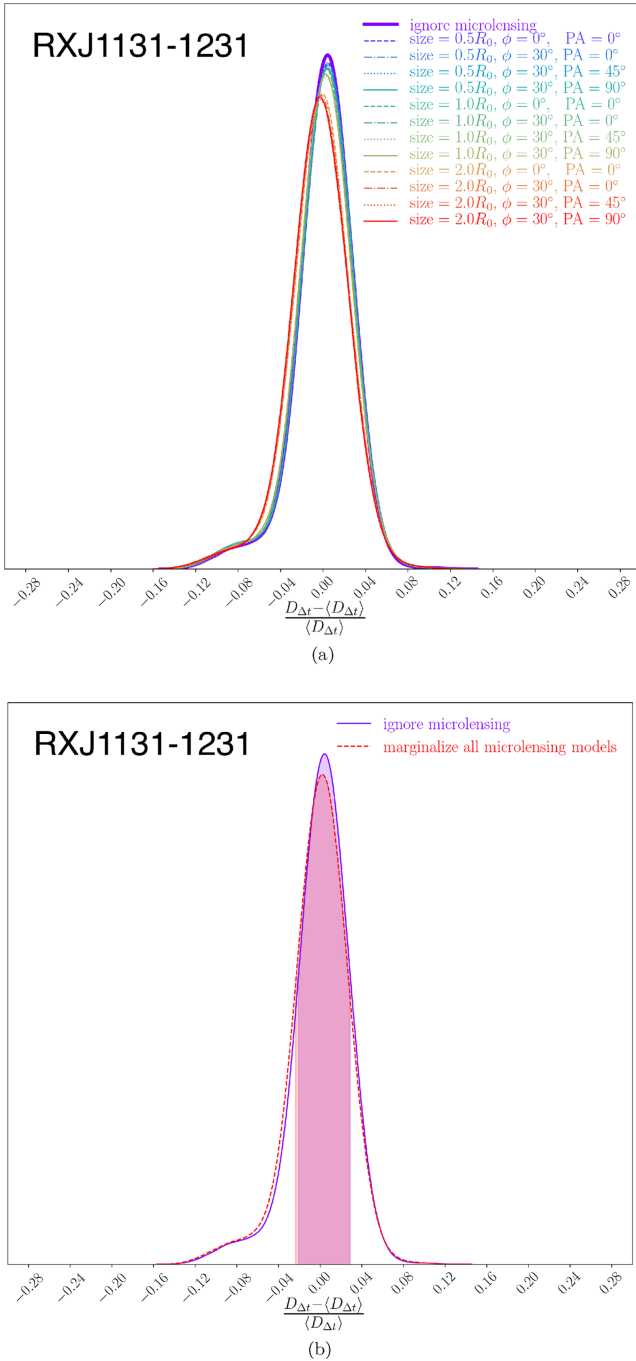 RXJ1131-1231
ignore microlensing
size = 0.5R₀, ϕ = 0°, PA = 0°
size = 0.5R₀, ϕ = 30°, PA = 0°
size = 0.5R₀, ϕ = 30°, PA = 45°
size = 0.5R₀, ϕ = 30°, PA = 90°
size = 1.0R₀, ϕ = 0°, PA = 0°
size = 1.0R₀, ϕ = 30°, PA = 0°
size = 1.0R₀, ϕ = 30°, PA = 45°
size = 1.0R₀, ϕ = 30°, PA = 90°
size = 2.0R₀, ϕ = 0°, PA = 0°
size = 2.0R₀, ϕ = 30°, PA = 0°
size = 2.0R₀, ϕ = 30°, PA = 45°
size = 2.0R₀, ϕ = 30°, PA = 90°
−0.28 −0.24 −0.20 −0.16 −0.12 −0.08 −0.04 0.00 0.04 0.08 0.12 0.16 0.20 0.24 0.28
D_Δt−⟨D_Δt⟩
⟨D_Δt⟩
(a)
RXJ1131-1231
ignore microlensing
marginalize all microlensing models
−0.28 −0.24 −0.20 −0.16 −0.12 −0.08 −0.04 0.00 0.04 0.08 0.12 0.16 0.20 0.24 0.28
D_Δt−⟨D_Δt⟩
⟨D_Δt⟩
(b)